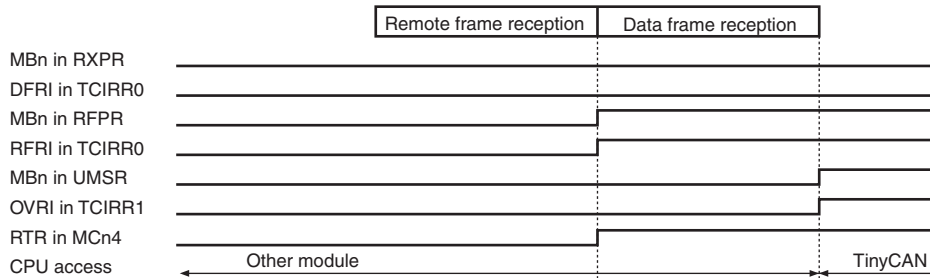 Remote frame reception Data frame reception
MBn in RXPR
DFRI in TCIRR0
MBn in RFPR
RFRI in TCIRR0
MBn in UMSR
OVRI in TCIRR1
RTR in MCn4
CPU access Other module TinyCAN